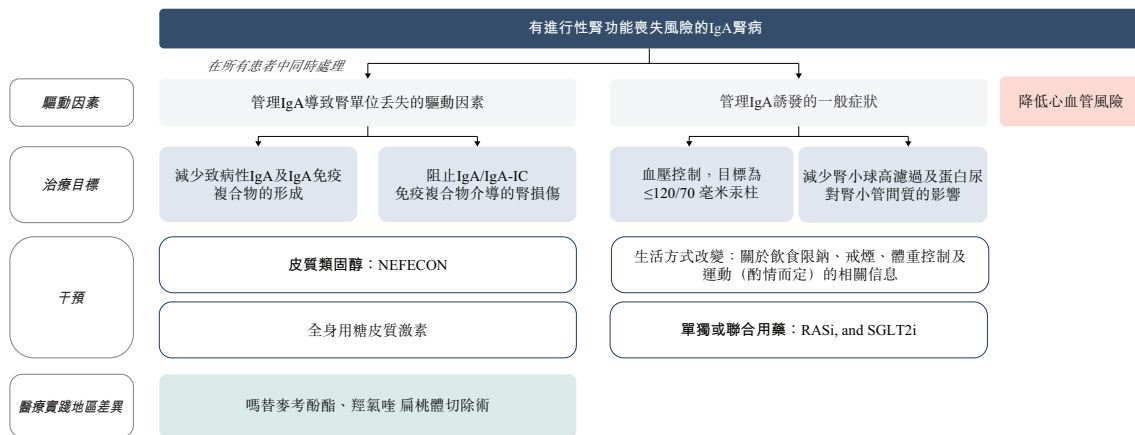 有進行性腎功能喪失風險的IgA腎病
在所有患者中同時處理
驅動因素
管理IgA導致腎單位丟失的驅動因素
管理IgA誘發的一般症狀
降低心血管風險
治療目標
減少致病性IgA及IgA免疫
複合物的形成
阻止IgA/IgA-IC
免疫複合物介導的腎損傷
血壓控制，目標為
≤120/70 毫米汞柱
減少腎小球高濾過及蛋白尿
對腎小管間質的影響
干預
皮質類固醇：NEFECON
生活方式改變：關於飲食限鈉、戒煙、體重控制及
運動（酌情而定）的相關信息
全身用糖皮質激素
單獨或聯合用藥：RASi, and SGLT2i
醫療實踐地區差異
嗎替麥考酚酯、羥氯喹 扁桃體切除術